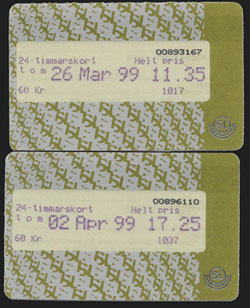 00893167
24-timmarskort Helt pris
tom 26 Mar 99 11.35
60 Kr 1017
00896110
24-timmarskort Helt pris
tom 02 Apr 99 17.25
60 Kr 1037